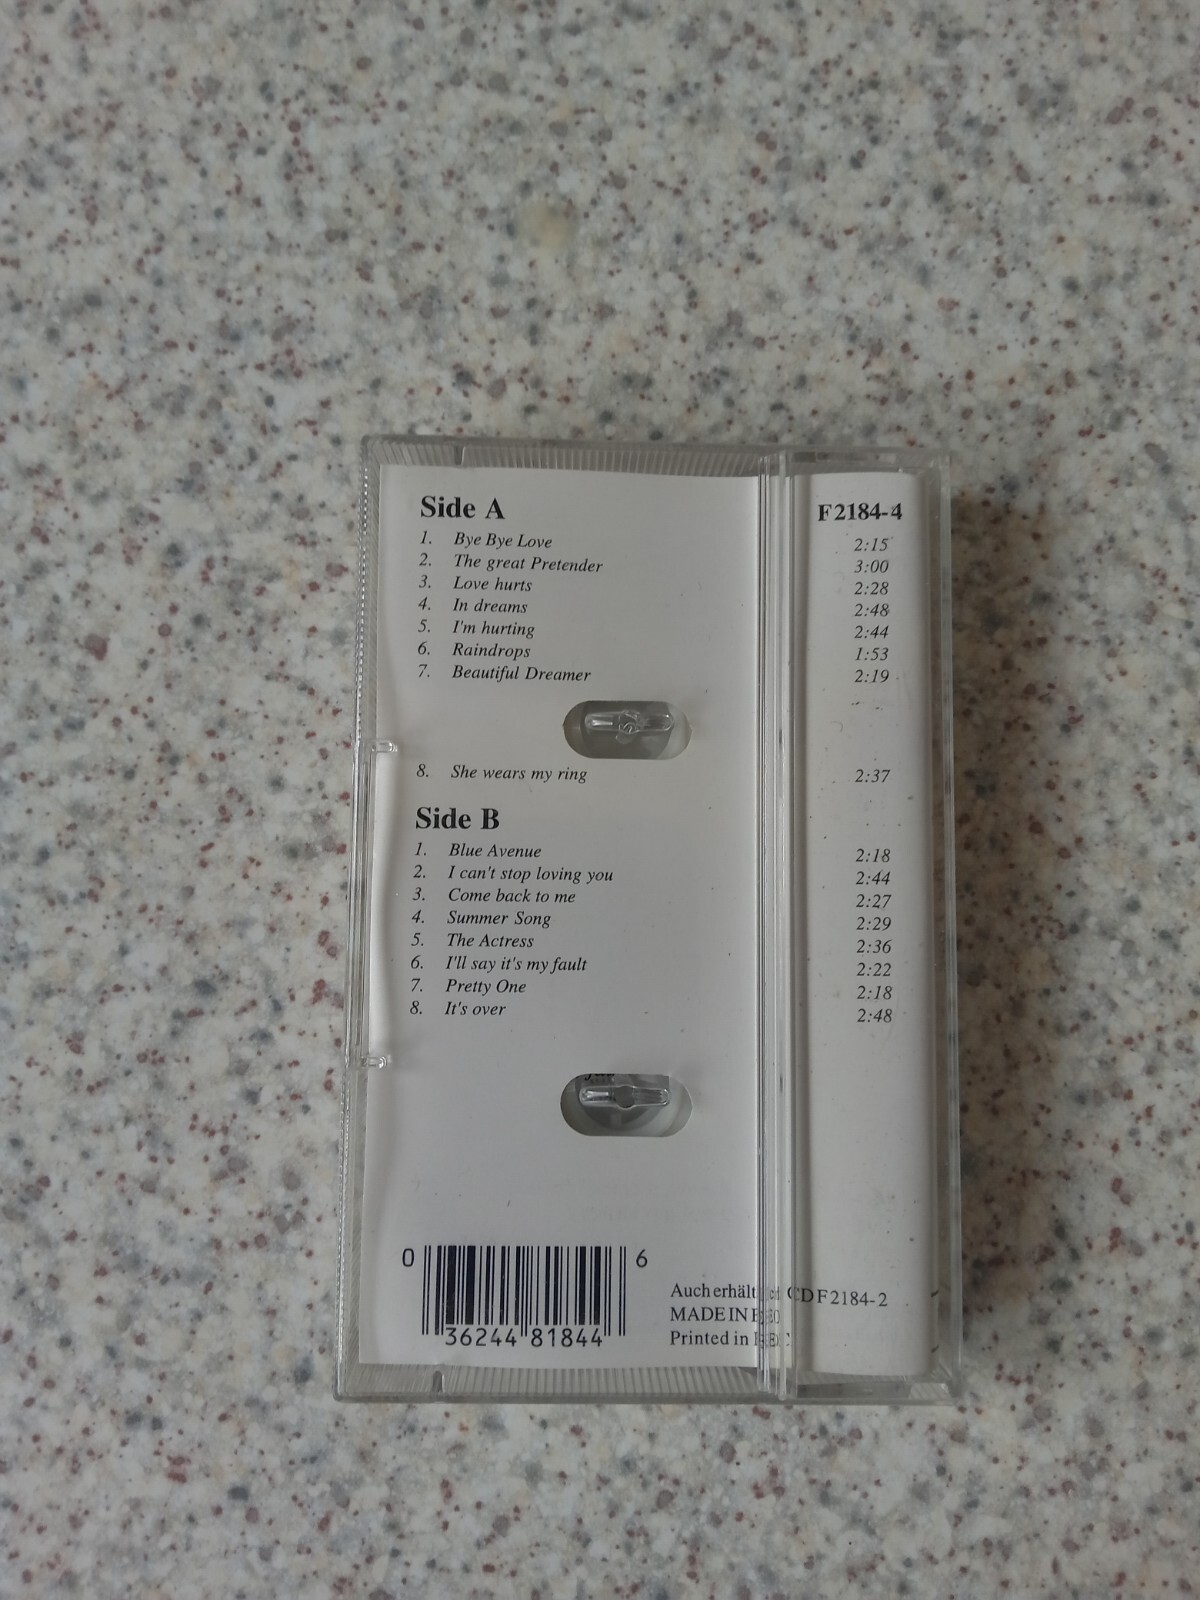 Side A F2184-4
1. Bye Bye Love 2:15
2. The great Pretender 3:00
3. Love hurts 2:28
4. In dreams 2:48
5. I'm hurting 2:44
6. Raindrops 1:53
7. Beautiful Dreamer 2:19
8. She wears my ring 2:37
Side B
1. Blue Avenue 2:18
2. I can't stop loving you 2:44
3. Come back to me 2:27
4. Summer Song 2:29
5. The Actress 2:36
6. I'll say it's my fault 2:22
7. Pretty One 2:18
8. It's over 2:48
0 36244 81844 6
Auch CD F2184-2
MADE IN
Printed in